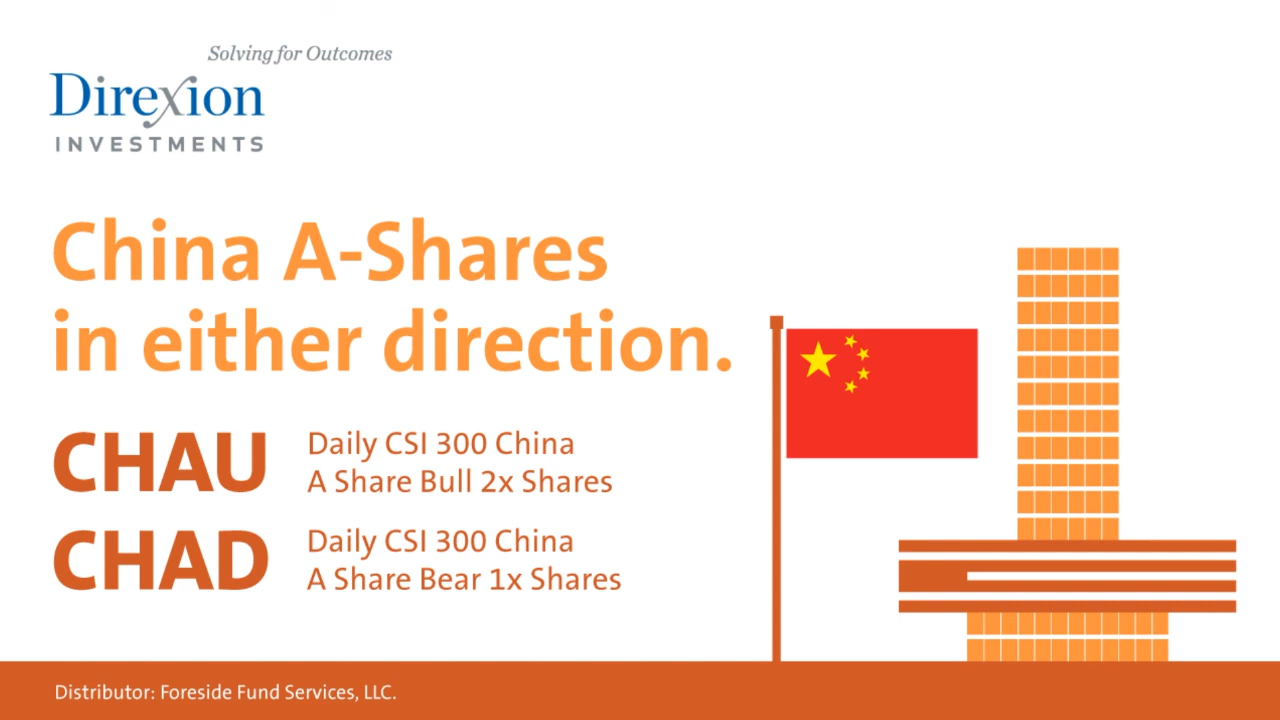 Solving for Outcomes
Direxion
INVESTMENTS
China A-Shares
in either direction.
CHAU
Daily CSI 300 China
A Share Bull 2x Shares
CHAD
Daily CSI 300 China
A Share Bear 1x Shares
Distributor: Foreside Fund Services, LLC.